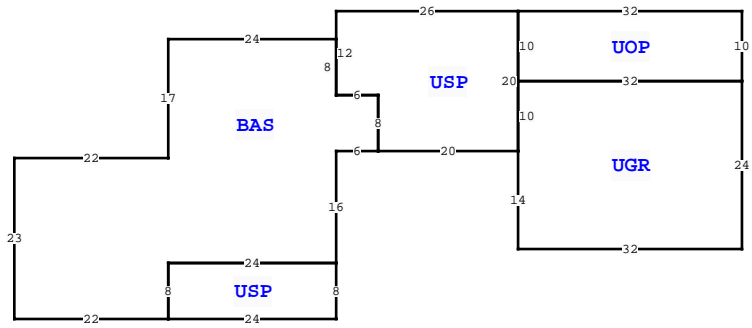 26 32
24 12 10 UOP 10
8
17 6 USP 20 32
BAS 8 10
22 6 20 UGR 24
16 14
23 24 32
8 USP 8
22 24